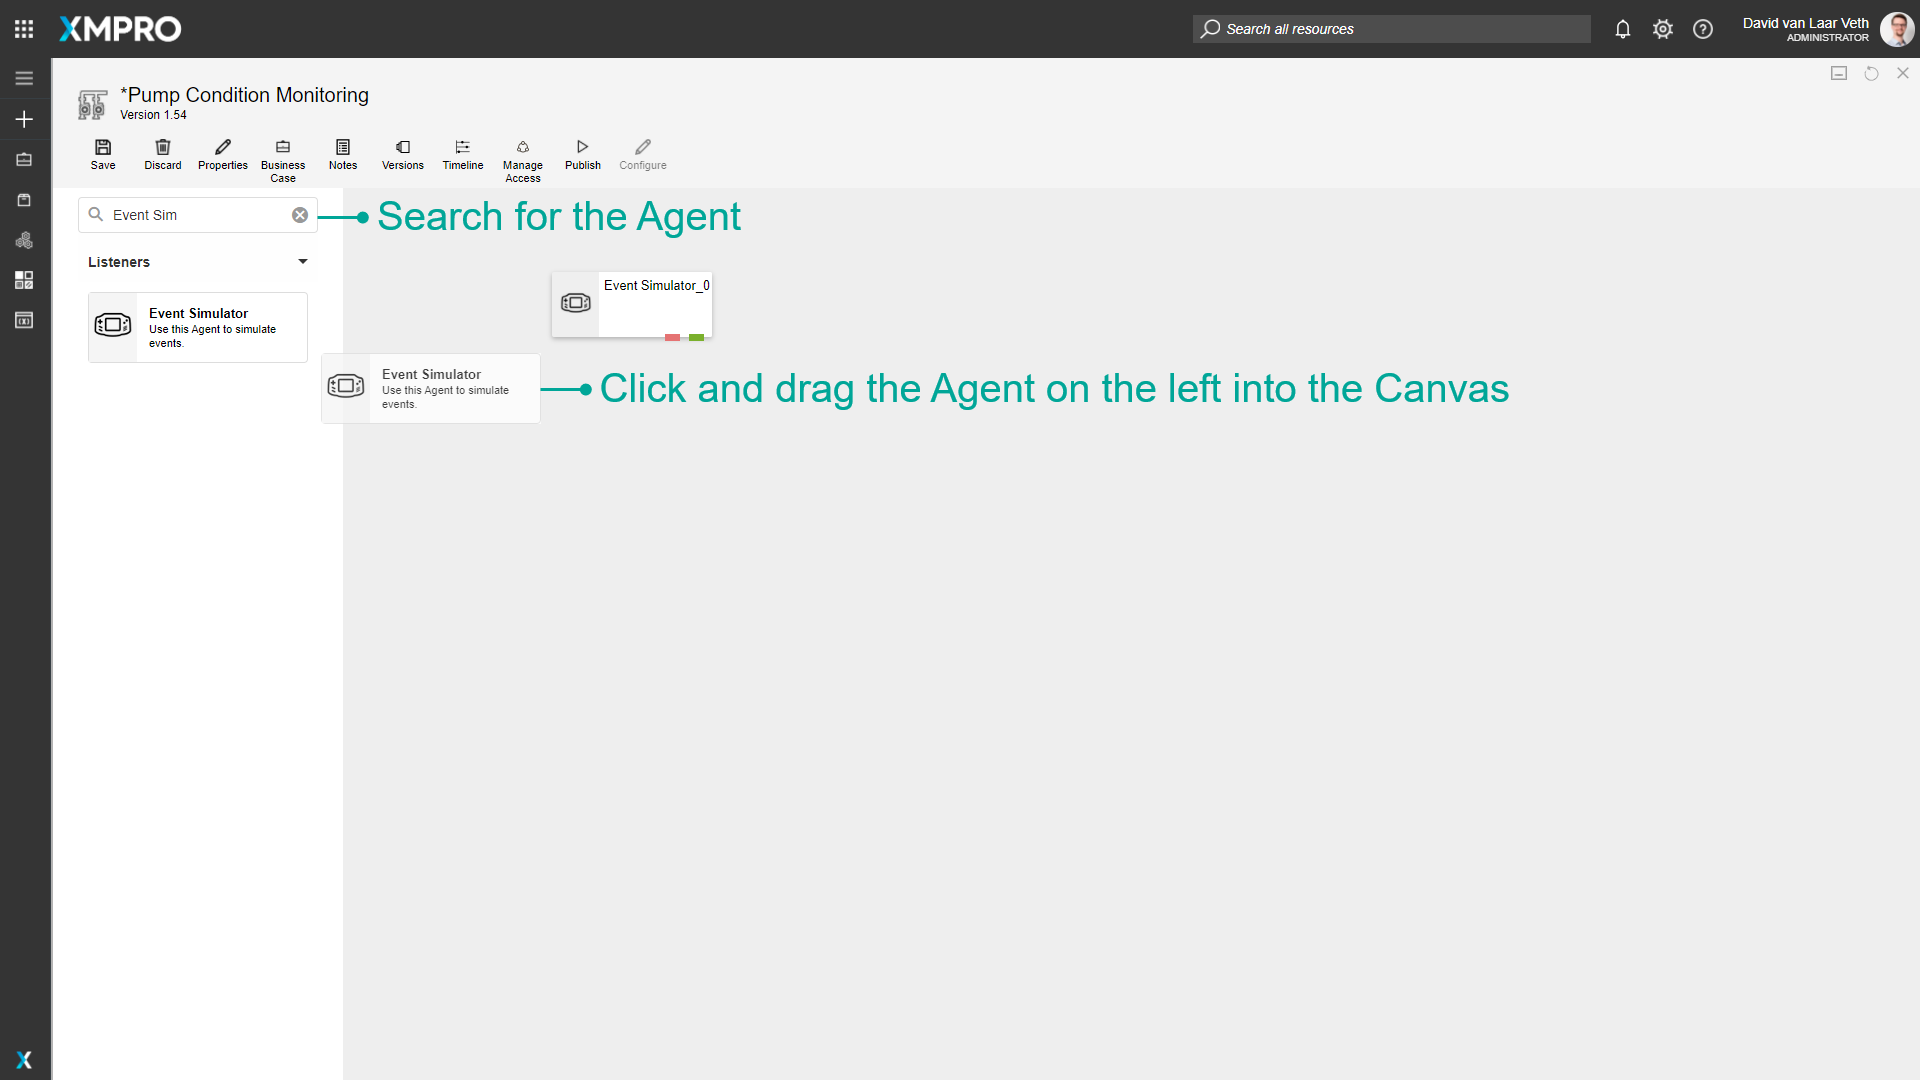 XMPRO
Search all resources
David van Laar Veth
ADMINISTRATOR
*Pump Condition Monitoring
Version 1.54
Save
Discard
Properties
Business
Case
Notes
Versions
Timeline
Manage
Access
Publish
Configure
Event Sim
Search for the Agent
Listeners
Event Simulator
Use this Agent to simulate
events.
Event Simulator_0
Event Simulator
Use this Agent to simulate
events.
Click and drag the Agent on the left into the Canvas